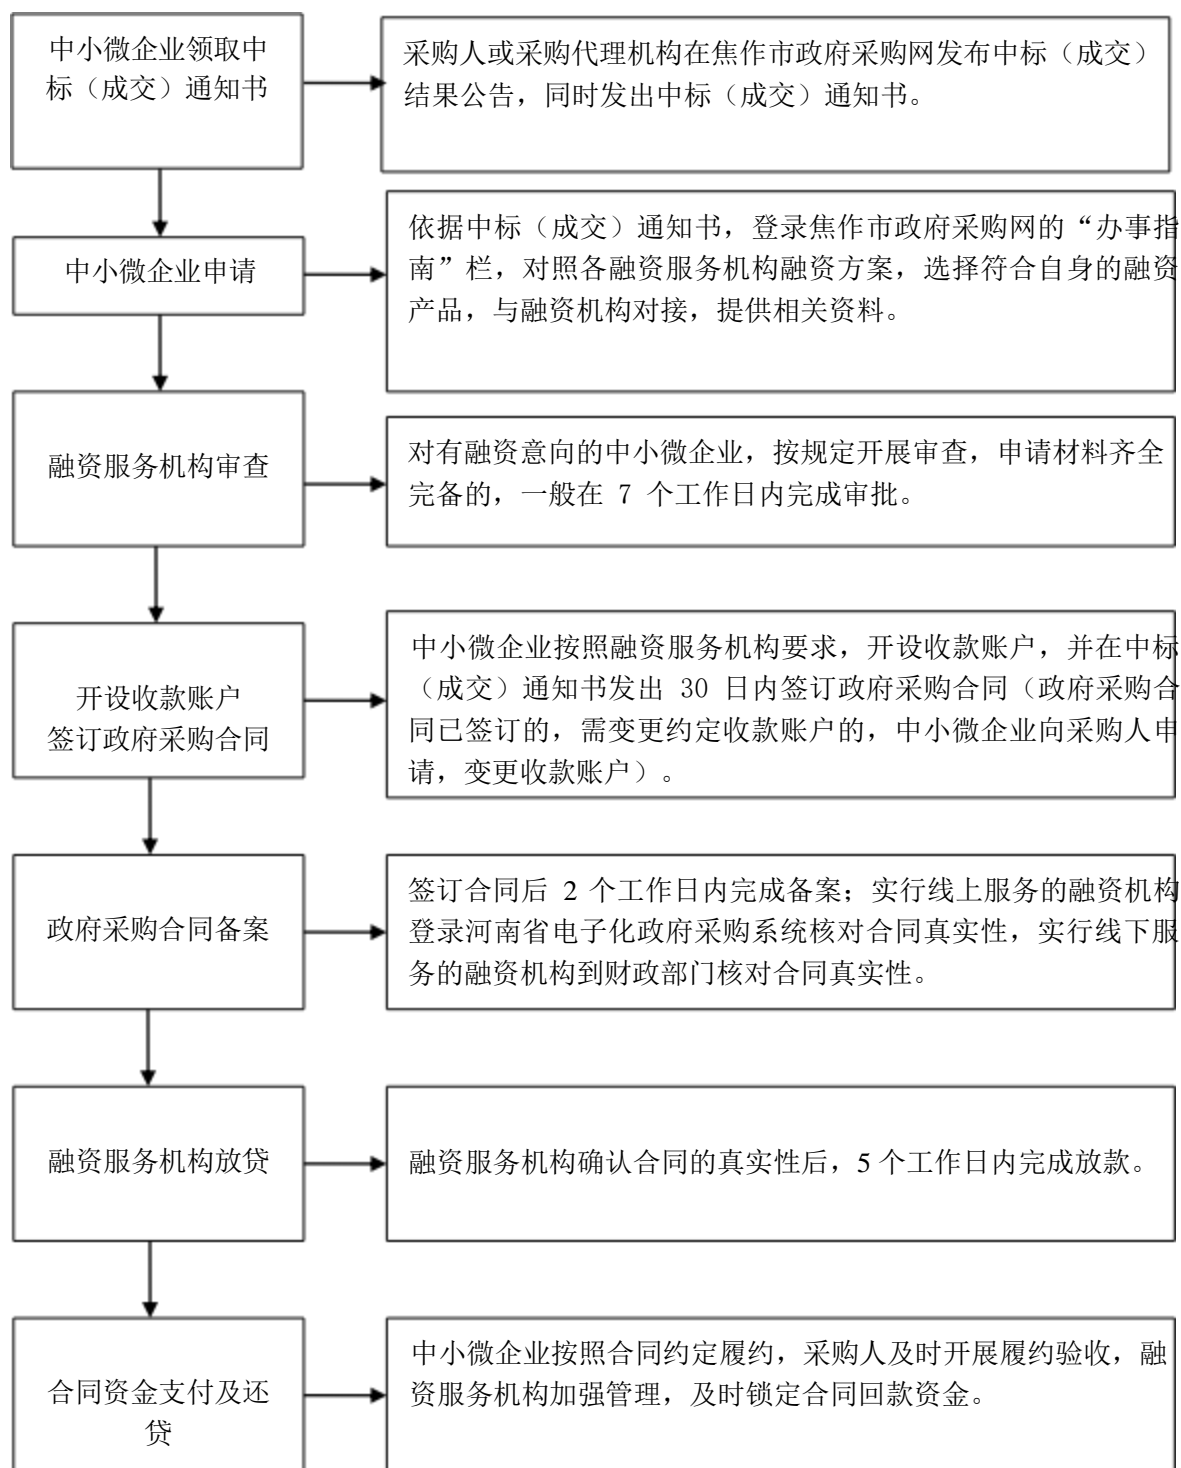 中小微企业领取中
标（成交）通知书
采购人或采购代理机构在焦作市政府采购网发布中标（成交）
结果公告，同时发出中标（成交）通知书。
中小微企业申请
依据中标（成交）通知书，登录焦作市政府采购网的“办事指
南”栏，对照各融资服务机构融资方案，选择符合自身的融资
产品，与融资机构对接，提供相关资料。
融资服务机构审查
对有融资意向的中小微企业，按规定开展审查，申请材料齐全
完备的，一般在 7 个工作日内完成审批。
开设收款账户
签订政府采购合同
中小微企业按照融资服务机构要求，开设收款账户，并在中标
（成交）通知书发出 30 日内签订政府采购合同（政府采购合
同已签订的，需变更约定收款账户的，中小微企业向采购人申
请，变更收款账户）。
政府采购合同备案
签订合同后 2 个工作日内完成备案；实行线上服务的融资机构
登录河南省电子化政府采购系统核对合同真实性，实行线下服
务的融资机构到财政部门核对合同真实性。
融资服务机构放贷
融资服务机构确认合同的真实性后，5 个工作日内完成放款。
合同资金支付及还
贷
中小微企业按照合同约定履约，采购人及时开展履约验收，融
资服务机构加强管理，及时锁定合同回款资金。